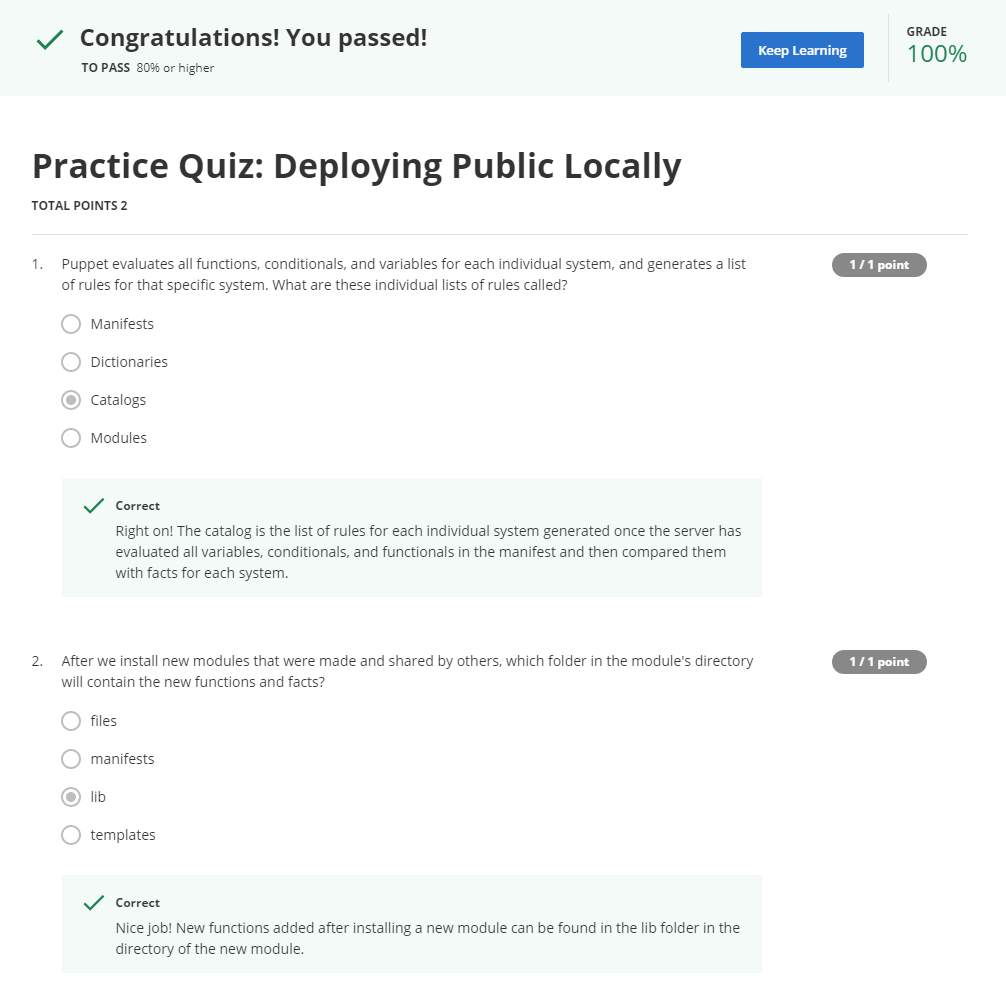 Congratulations! You passed!
TO PASS 80% or higher
Keep Learning
GRADE
100%
Practice Quiz: Deploying Public Locally
TOTAL POINTS 2
1. Puppet evaluates all functions, conditionals, and variables for each individual system, and generates a list
of rules for that specific system. What are these individual lists of rules called?
1 / 1 point
Manifests
Dictionaries
Catalogs
Modules
Correct
Right on! The catalog is the list of rules for each individual system generated once the server has
evaluated all variables, conditionals, and functionals in the manifest and then compared them
with facts for each system.
2. After we install new modules that were made and shared by others, which folder in the module's directory
will contain the new functions and facts?
1 / 1 point
files
manifests
lib
templates
Correct
Nice job! New functions added after installing a new module can be found in the lib folder in the
directory of the new module.